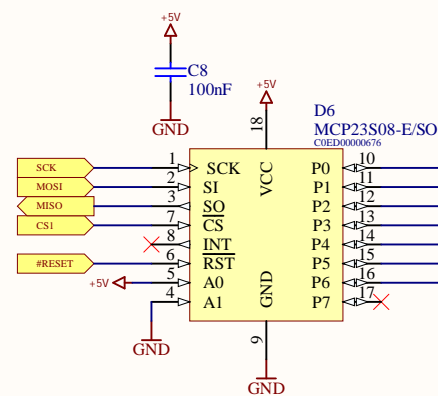 +5V
C8
100nF
GND
+5V
18
D6
MCP23S08-E/SO
C0ED00000676
SCK 1 SCK VCC P0 10
MOSI 2 SI P1 11
MISO 3 SO P2 12
CS1 7 CS P3 13
8 INT P4 14
#RESET 6 RST P5 15
+5V 5 A0 P6 16
4 A1 GND P7 17
9
GND
GND